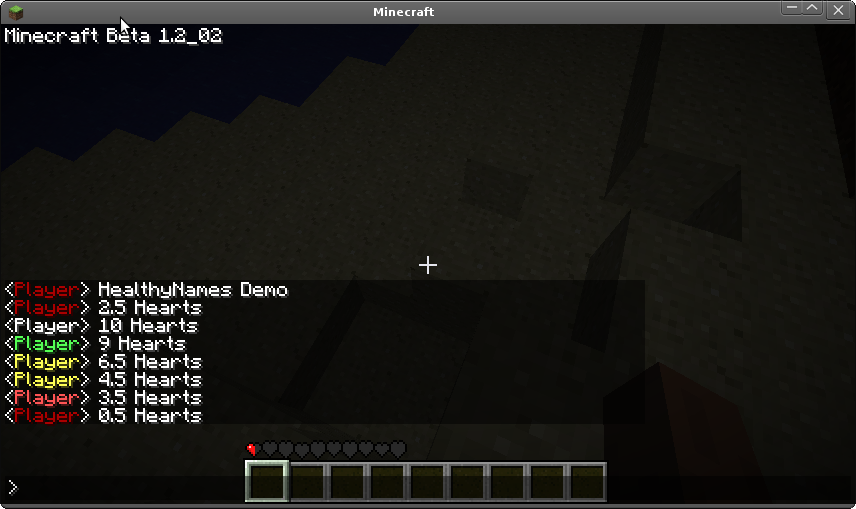 Minecraft
Minecraft Beta 1.2_02
<Player> HealthyNames Demo
<Player> 2.5 Hearts
<Player> 10 Hearts
<Player> 9 Hearts
<Player> 6.5 Hearts
<Player> 4.5 Hearts
<Player> 3.5 Hearts
<Player> 0.5 Hearts
>